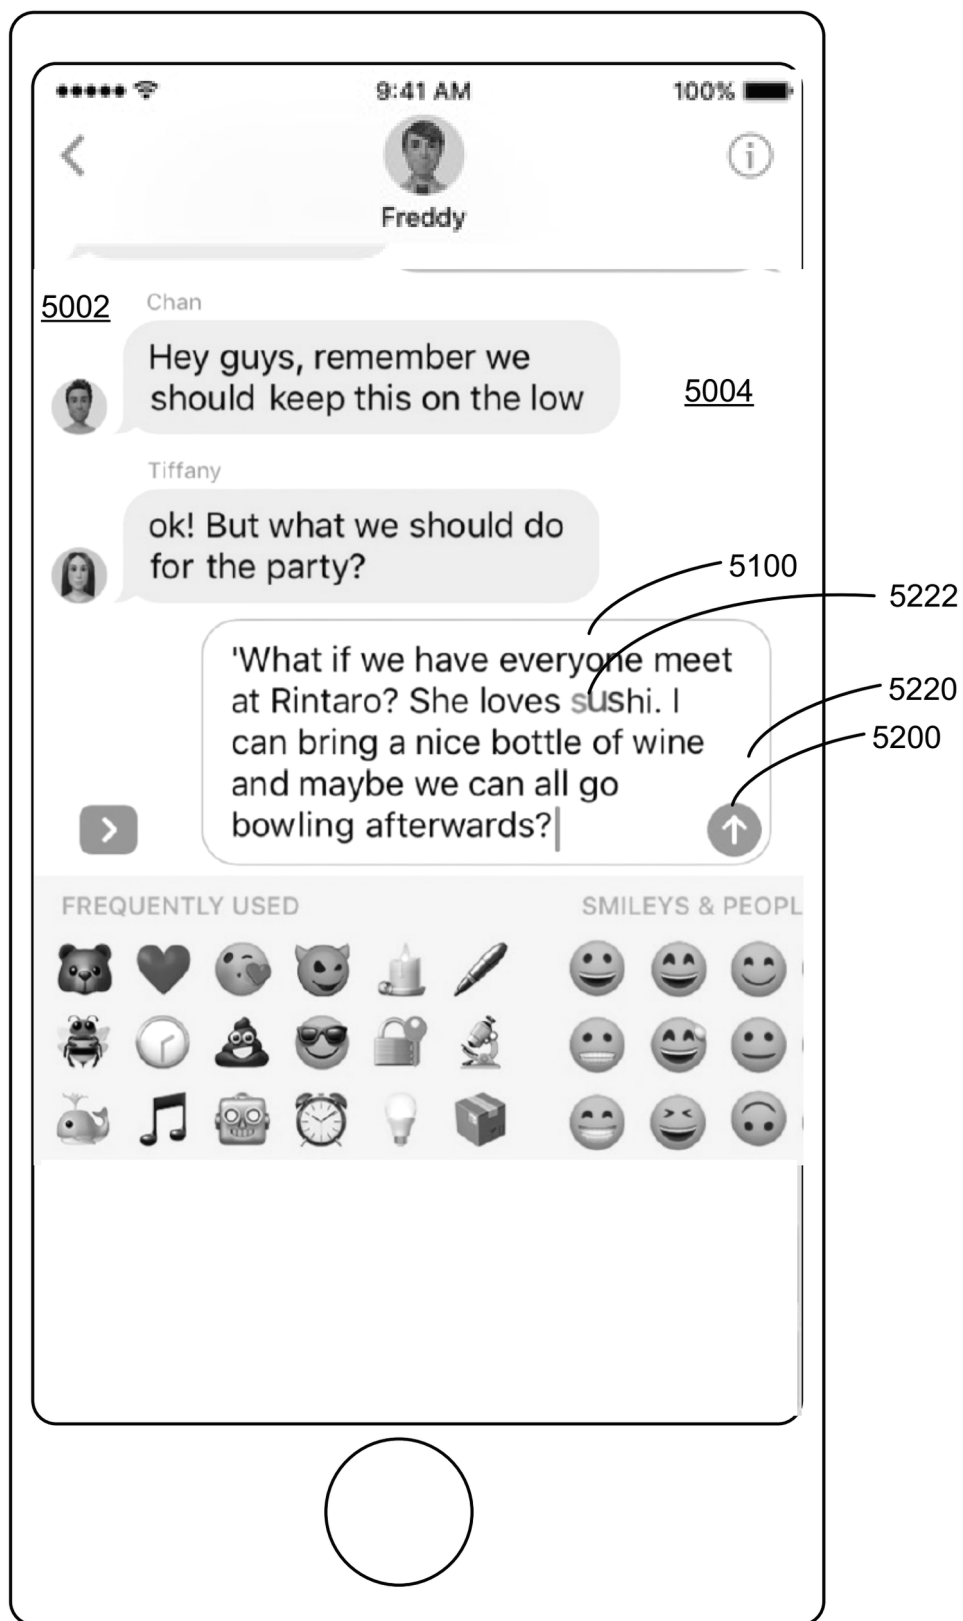 9:41 AM
100%
Freddy
5002
Chan
Hey guys, remember we
should keep this on the low
5004
Tiffany
ok! But what we should do
for the party?
5100
5222
'What if we have everyone meet
at Rintaro? She loves sushi. I
can bring a nice bottle of wine
and maybe we can all go
bowling afterwards?
5220
5200
FREQUENTLY USED
SMILEYS & PEOPL